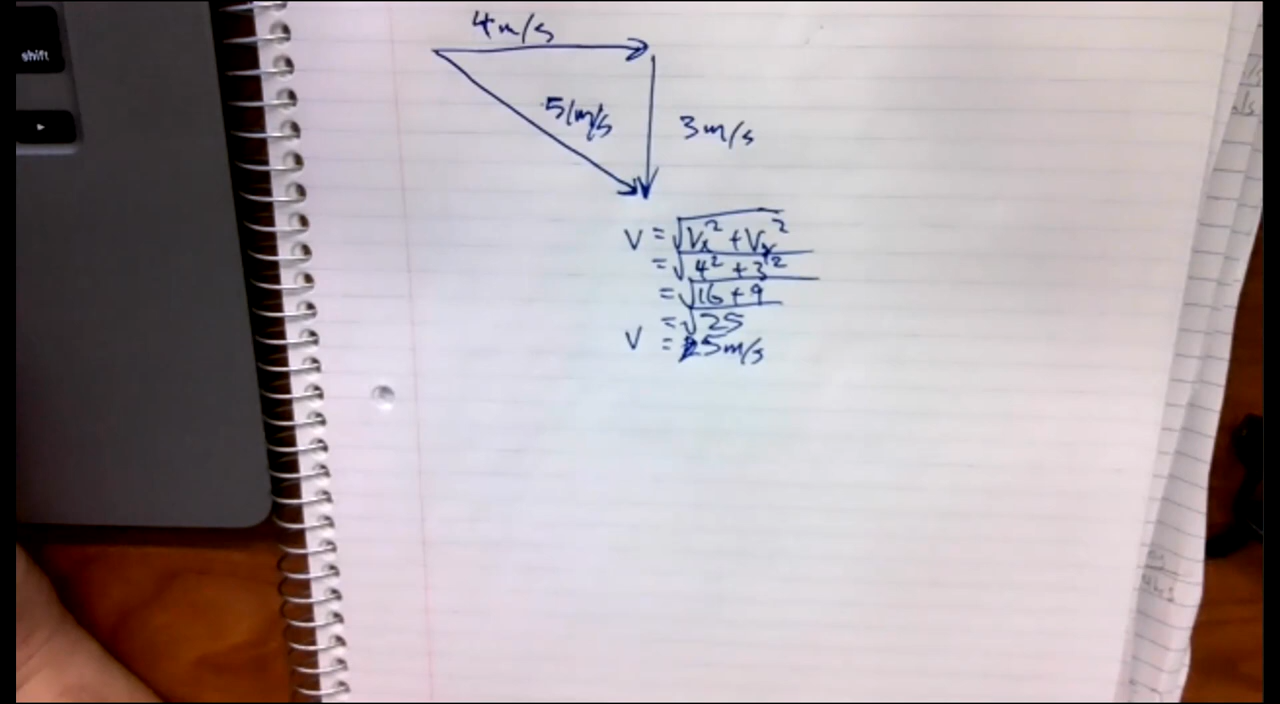 shift
4m/s
5m/s
3m/s
V = √Vx² + Vy²
= √4² + 3²
= √16 + 9
= √25
V = 5m/s